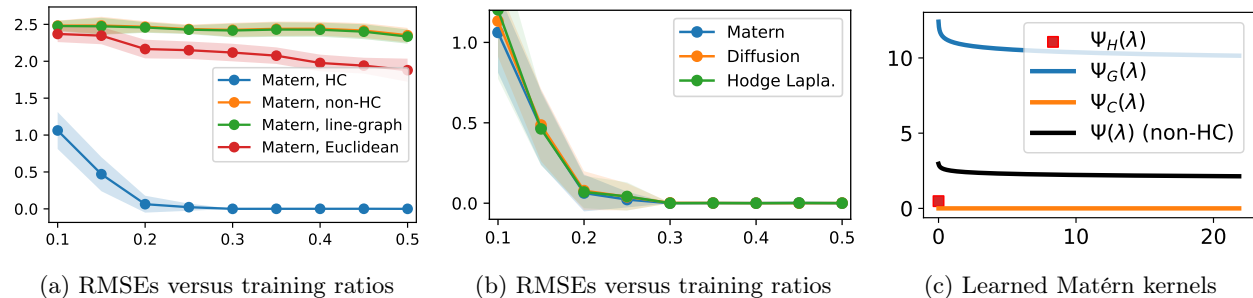 2.5
2.0
1.5
1.0
0.5
0.0
Matern, HC
Matern, non-HC
Matern, line-graph
Matern, Euclidean
0.1 0.2 0.3 0.4 0.5
(a) RMSEs versus training ratios
1.0
0.5
0.0
Matern
Diffusion
Hodge Lapla.
0.1 0.2 0.3 0.4 0.5
(b) RMSEs versus training ratios
10
5
0
Ψ_H(λ)
Ψ_G(λ)
Ψ_C(λ)
Ψ(λ) (non-HC)
0 10 20
(c) Learned Matérn kernels